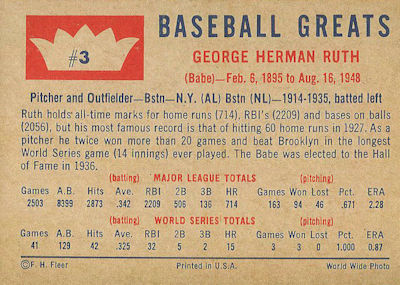 #3
BASEBALL GREATS
GEORGE HERMAN RUTH
(Babe)—Feb. 6, 1895 to Aug. 16, 1948
Pitcher and Outfielder—Bstn—N.Y. (AL) Bstn (NL)—1914-1935, batted left
Ruth holds all-time marks for home runs (714), RBI's (2209) and bases on balls
(2056), but his most famous record is that of hitting 60 home runs in 1927. As a
pitcher he twice won more than 20 games and beat Brooklyn in the longest
World Series game (14 innings) ever played. The Babe was elected to the Hall
of Fame in 1936.
(batting) MAJOR LEAGUE TOTALS (pitching)
Games A.B. Hits Ave. RBI 2B 3B HR Games Won Lost Pct. ERA
2503 8399 2873 .342 2209 506 136 714 163 94 46 .671 2.28
(batting) WORLD SERIES TOTALS (pitching)
Games A.B. Hits Ave. RBI 2B 3B HR Games Won Lost Pct. ERA
41 129 42 .325 32 5 2 15 3 3 0 1.000 0.87
©F. H. Fleer Printed in U.S.A. World Wide Photo